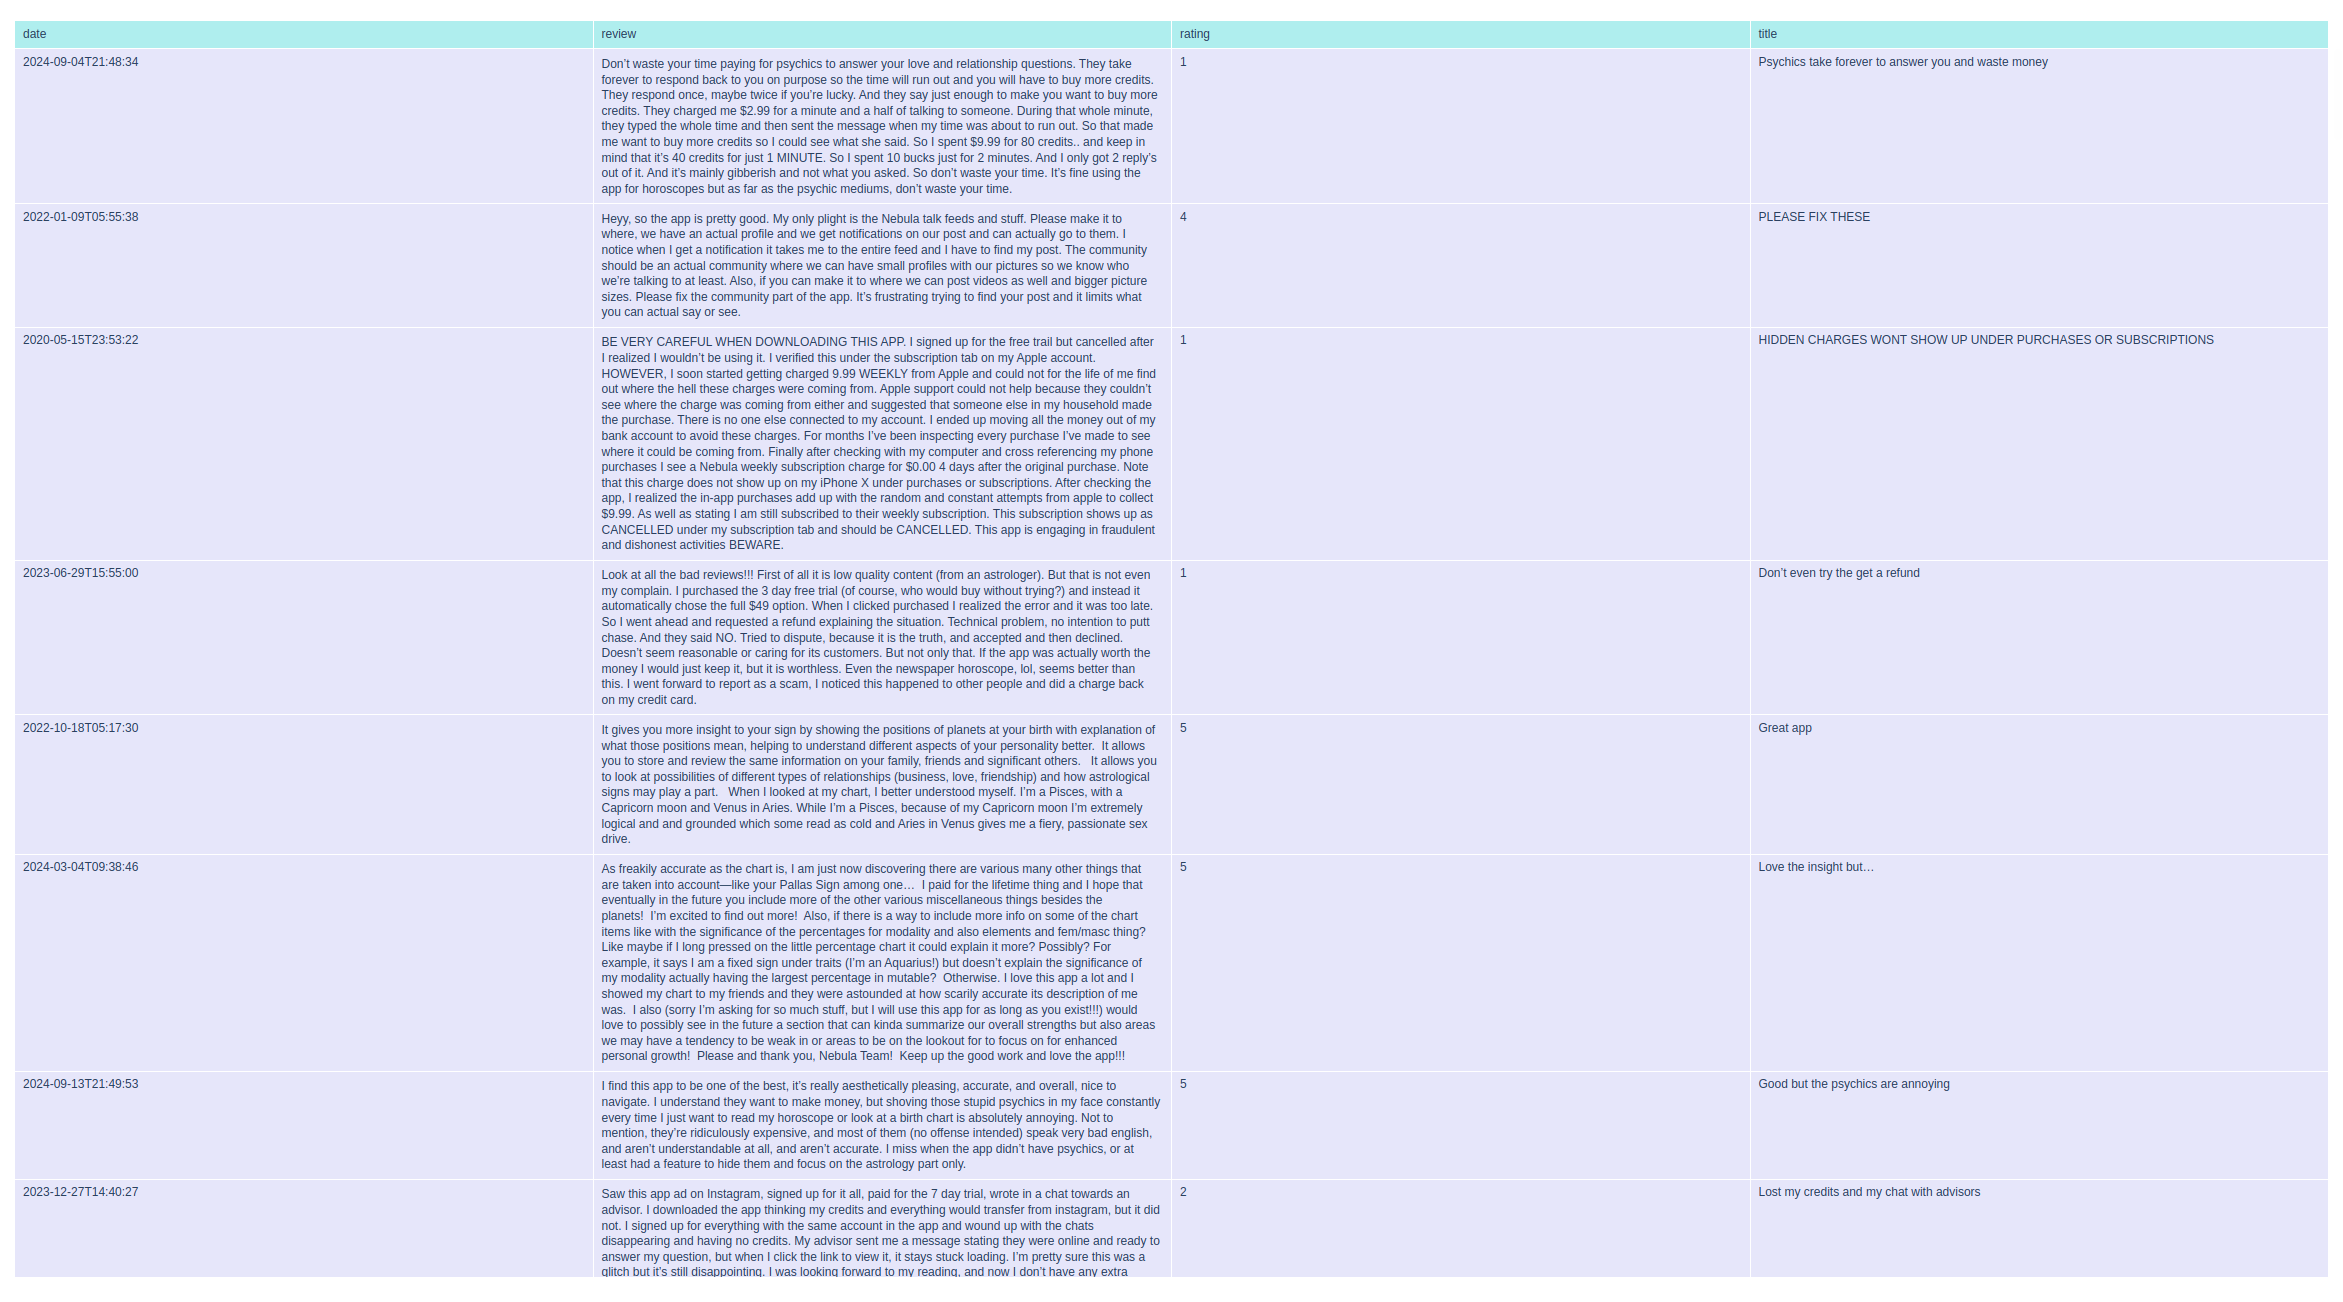 date review rating title
2024-09-04T21:48:34 Don’t waste your time paying for psychics to answer your love and relationship questions. They take 1 Psychics take forever to answer you and waste money
forever to respond back to you on purpose so the time will run out and you will have to buy more credits.
They respond once, maybe twice if you’re lucky. And they say just enough to make you want to buy more
credits. They charged me $2.99 for a minute and a half of talking to someone. During that whole minute,
they typed the whole time and then sent the message when my time was about to run out. So that made
me want to buy more credits so I could see what she said. So I spent $9.99 for 80 credits.. and keep in
mind that it’s 40 credits for just 1 MINUTE. So I spent 10 bucks just for 2 minutes. And I only got 2 reply’s
out of it. And it’s mainly gibberish and not what you asked. So don’t waste your time. It’s fine using the
app for horoscopes but as far as the psychic mediums, don’t waste your time.
2022-01-09T05:55:38 Heyy, so the app is pretty good. My only plight is the Nebula talk feeds and stuff. Please make it to 4 PLEASE FIX THESE
where, we have an actual profile and we get notifications on our post and can actually go to them. I
notice when I get a notification it takes me to the entire feed and I have to find my post. The community
should be an actual community where we can have small profiles with our pictures so we know who
we’re talking to at least. Also, if you can make it to where we can post videos as well and bigger picture
sizes. Please fix the community part of the app. It’s frustrating trying to find your post and it limits what
you can actual say or see.
2020-05-15T23:53:22 BE VERY CAREFUL WHEN DOWNLOADING THIS APP. I signed up for the free trail but cancelled after 1 HIDDEN CHARGES WONT SHOW UP UNDER PURCHASES OR SUBSCRIPTIONS
I realized I wouldn’t be using it. I verified this under the subscription tab on my Apple account.
HOWEVER, I soon started getting charged 9.99 WEEKLY from Apple and could not for the life of me find
out where the hell these charges were coming from. Apple support could not help because they couldn’t
see where the charge was coming from either and suggested that someone else in my household made
the purchase. There is no one else connected to my account. I ended up moving all the money out of my
bank account to avoid these charges. For months I’ve been inspecting every purchase I’ve made to see
where it could be coming from. Finally after checking with my computer and cross referencing my phone
purchases I see a Nebula weekly subscription charge for $0.00 4 days after the original purchase. Note
that this charge does not show up on my iPhone X under purchases or subscriptions. After checking the
app, I realized the in-app purchases add up with the random and constant attempts from apple to collect
$9.99. As well as stating I am still subscribed to their weekly subscription. This subscription shows up as
CANCELLED under my subscription tab and should be CANCELLED. This app is engaging in fraudulent
and dishonest activities BEWARE.
2023-06-29T15:55:00 Look at all the bad reviews!!! First of all it is low quality content (from an astrologer). But that is not even 1 Don’t even try the get a refund
my complain. I purchased the 3 day free trial (of course, who would buy without trying?) and instead it
automatically chose the full $49 option. When I clicked purchased I realized the error and it was too late.
So I went ahead and requested a refund explaining the situation. Technical problem, no intention to putt
chase. And they said NO. Tried to dispute, because it is the truth, and accepted and then declined.
Doesn’t seem reasonable or caring for its customers. But not only that. If the app was actually worth the
money I would just keep it, but it is worthless. Even the newspaper horoscope, lol, seems better than
this. I went forward to report as a scam, I noticed this happened to other people and did a charge back
on my credit card.
2022-10-18T05:17:30 It gives you more insight to your sign by showing the positions of planets at your birth with explanation of 5 Great app
what those positions mean, helping to understand different aspects of your personality better.  It allows
you to store and review the same information on your family, friends and significant others.   It allows you
to look at possibilities of different types of relationships (business, love, friendship) and how astrological
signs may play a part.   When I looked at my chart, I better understood myself. I’m a Pisces, with a
Capricorn moon and Venus in Aries. While I’m a Pisces, because of my Capricorn moon I’m extremely
logical and and grounded which some read as cold and Aries in Venus gives me a fiery, passionate sex
drive.
2024-03-04T09:38:46 As freakily accurate as the chart is, I am just now discovering there are various many other things that 5 Love the insight but…
are taken into account—like your Pallas Sign among one…  I paid for the lifetime thing and I hope that
eventually in the future you include more of the other various miscellaneous things besides the
planets!  I’m excited to find out more!  Also, if there is a way to include more info on some of the chart
items like with the significance of the percentages for modality and also elements and fem/masc thing?
Like maybe if I long pressed on the little percentage chart it could explain it more? Possibly? For
example, it says I am a fixed sign under traits (I’m an Aquarius!) but doesn’t explain the significance of
my modality actually having the largest percentage in mutable?  Otherwise. I love this app a lot and I
showed my chart to my friends and they were astounded at how scarily accurate its description of me
was.  I also (sorry I’m asking for so much stuff, but I will use this app for as long as you exist!!!) would
love to possibly see in the future a section that can kinda summarize our overall strengths but also areas
we may have a tendency to be weak in or areas to be on the lookout for to focus on for enhanced
personal growth!  Please and thank you, Nebula Team!  Keep up the good work and love the app!!!
2024-09-13T21:49:53 I find this app to be one of the best, it’s really aesthetically pleasing, accurate, and overall, nice to 5 Good but the psychics are annoying
navigate. I understand they want to make money, but shoving those stupid psychics in my face constantly
every time I just want to read my horoscope or look at a birth chart is absolutely annoying. Not to
mention, they’re ridiculously expensive, and most of them (no offense intended) speak very bad english,
and aren’t understandable at all, and aren’t accurate. I miss when the app didn’t have psychics, or at
least had a feature to hide them and focus on the astrology part only.
2023-12-27T14:40:27 Saw this app ad on Instagram, signed up for it all, paid for the 7 day trial, wrote in a chat towards an 2 Lost my credits and my chat with advisors
advisor. I downloaded the app thinking my credits and everything would transfer from instagram, but it did
not. I signed up for everything with the same account in the app and wound up with the chats
disappearing and having no credits. My advisor sent me a message stating they were online and ready to
answer my question, but when I click the link to view it, it stays stuck loading. I’m pretty sure this was a
glitch but it’s still disappointing. I was looking forward to my reading, and now I don’t have any extra